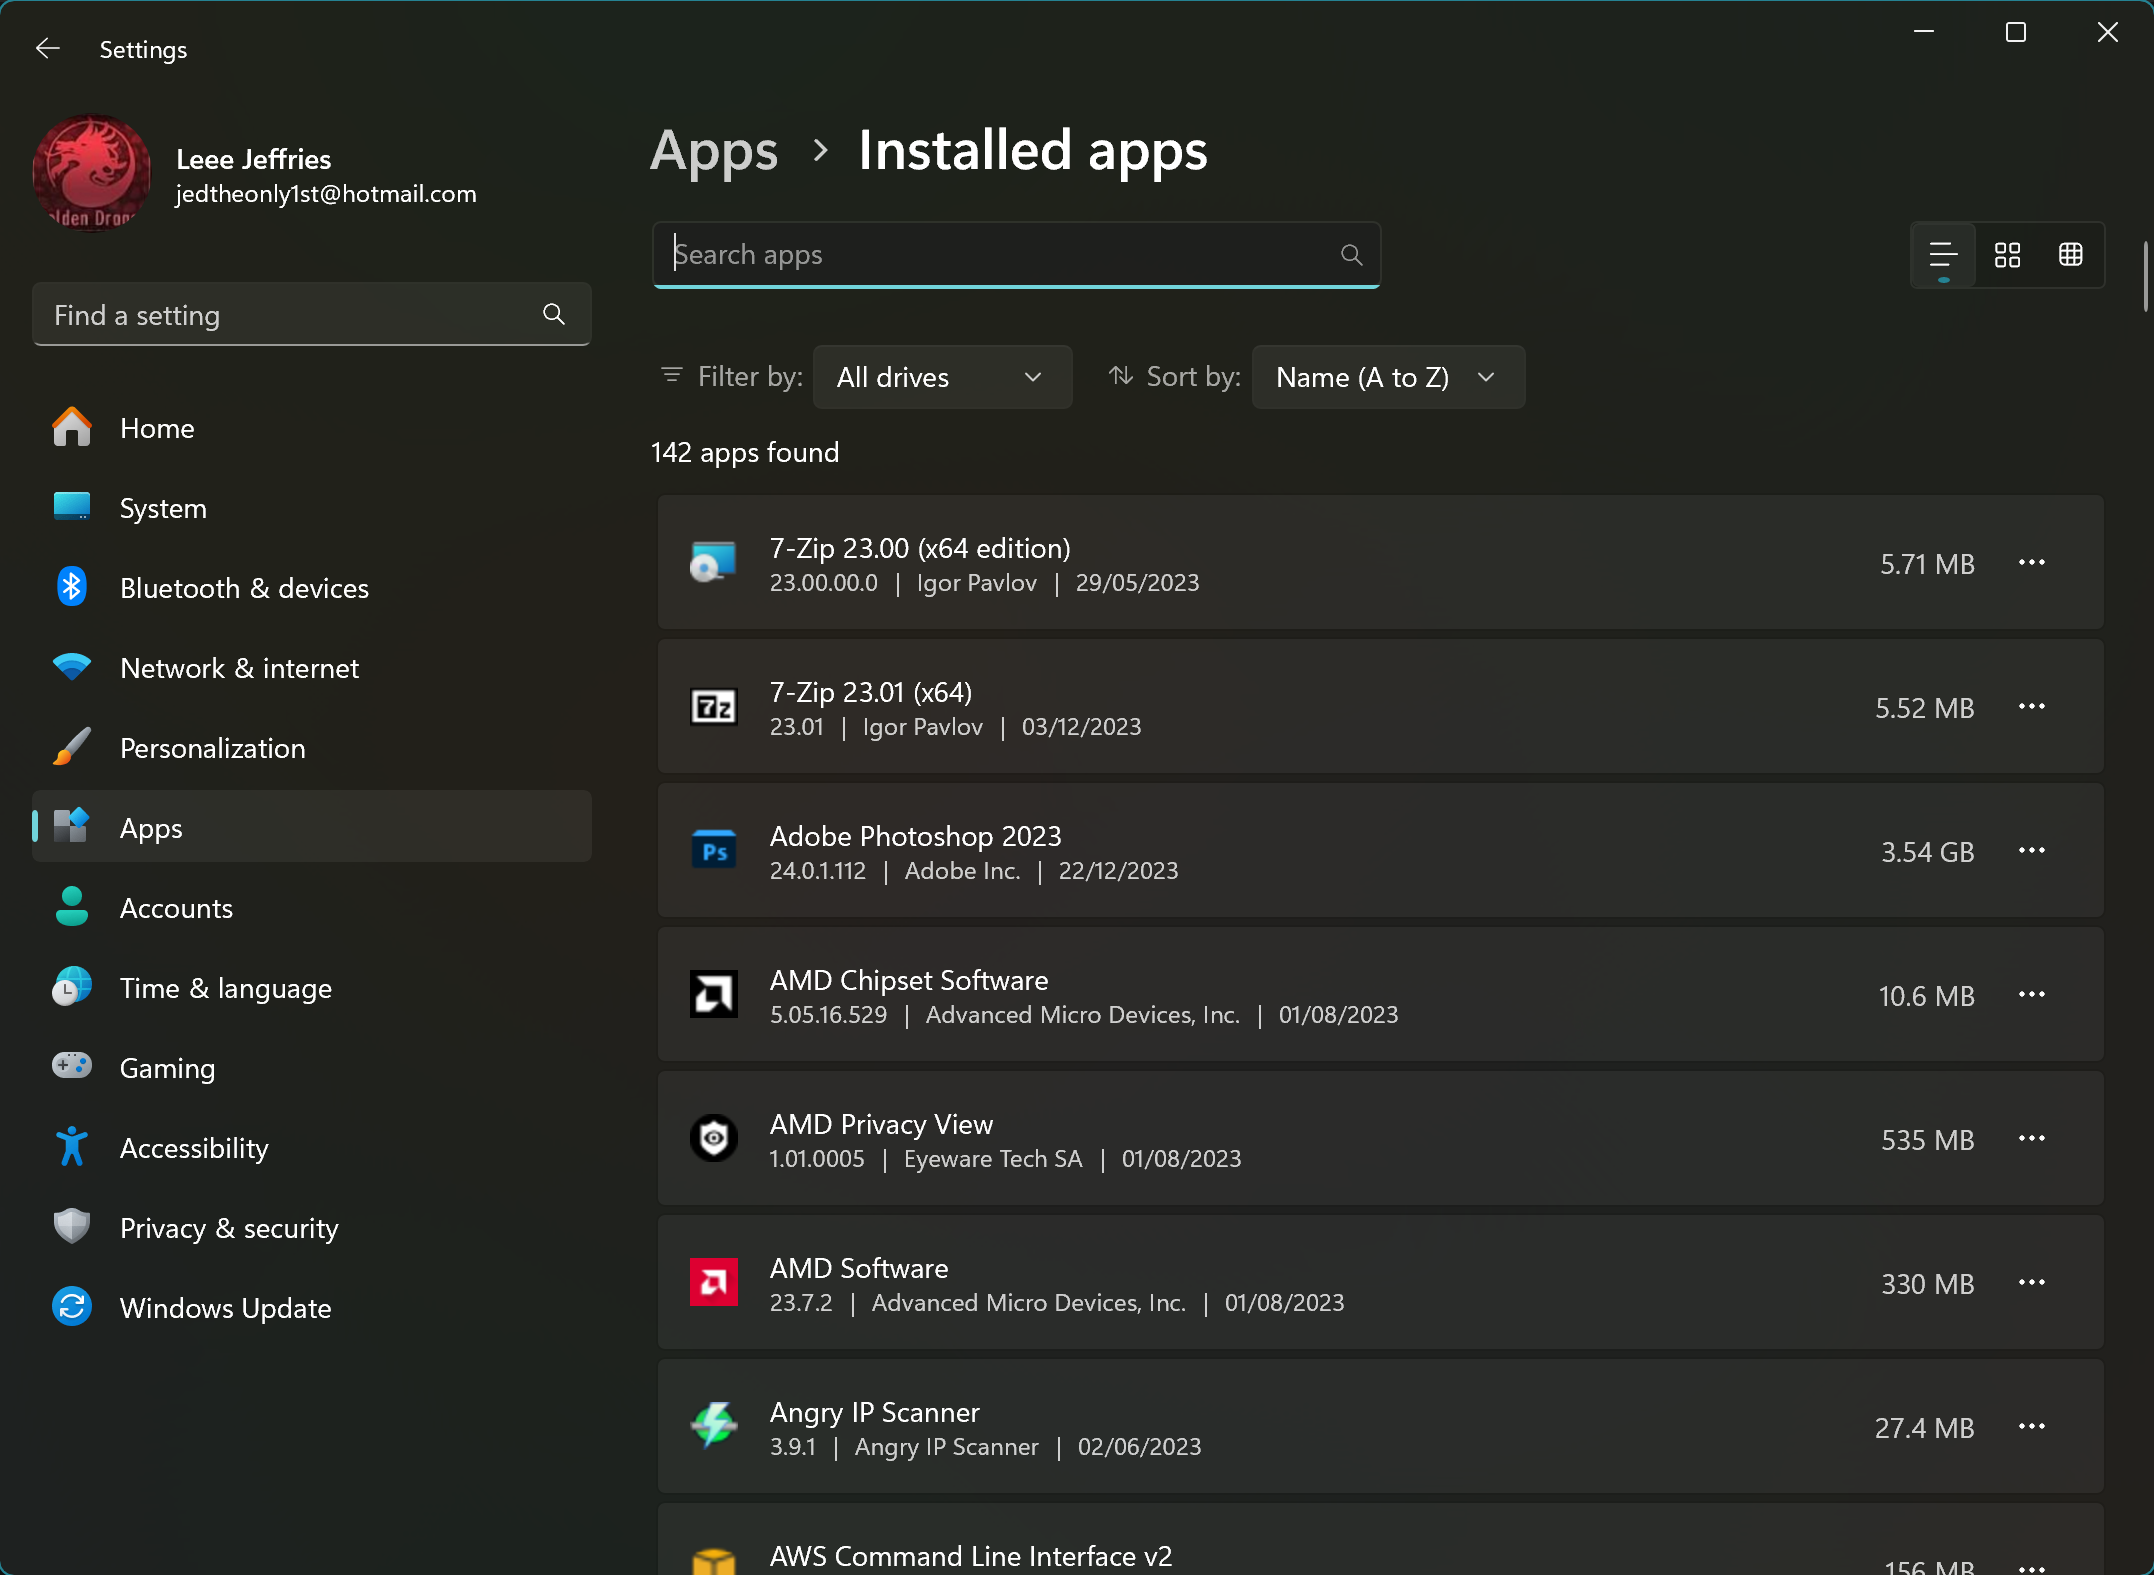 Settings
Leee Jeffries
jedtheonly1st@hotmail.com
Find a setting
Home
System
Bluetooth & devices
Network & internet
Personalization
Apps
Accounts
Time & language
Gaming
Accessibility
Privacy & security
Windows Update
Apps > Installed apps
Search apps
Filter by: All drives Sort by: Name (A to Z)
142 apps found
7-Zip 23.00 (x64 edition)
23.00.00.0 | Igor Pavlov | 29/05/2023
5.71 MB
7z
7-Zip 23.01 (x64)
23.01 | Igor Pavlov | 03/12/2023
5.52 MB
Ps
Adobe Photoshop 2023
24.0.1.112 | Adobe Inc. | 22/12/2023
3.54 GB
AMD Chipset Software
5.05.16.529 | Advanced Micro Devices, Inc. | 01/08/2023
10.6 MB
AMD Privacy View
1.01.0005 | Eyeware Tech SA | 01/08/2023
535 MB
AMD Software
23.7.2 | Advanced Micro Devices, Inc. | 01/08/2023
330 MB
Angry IP Scanner
3.9.1 | Angry IP Scanner | 02/06/2023
27.4 MB
AWS Command Line Interface v2
156 MB